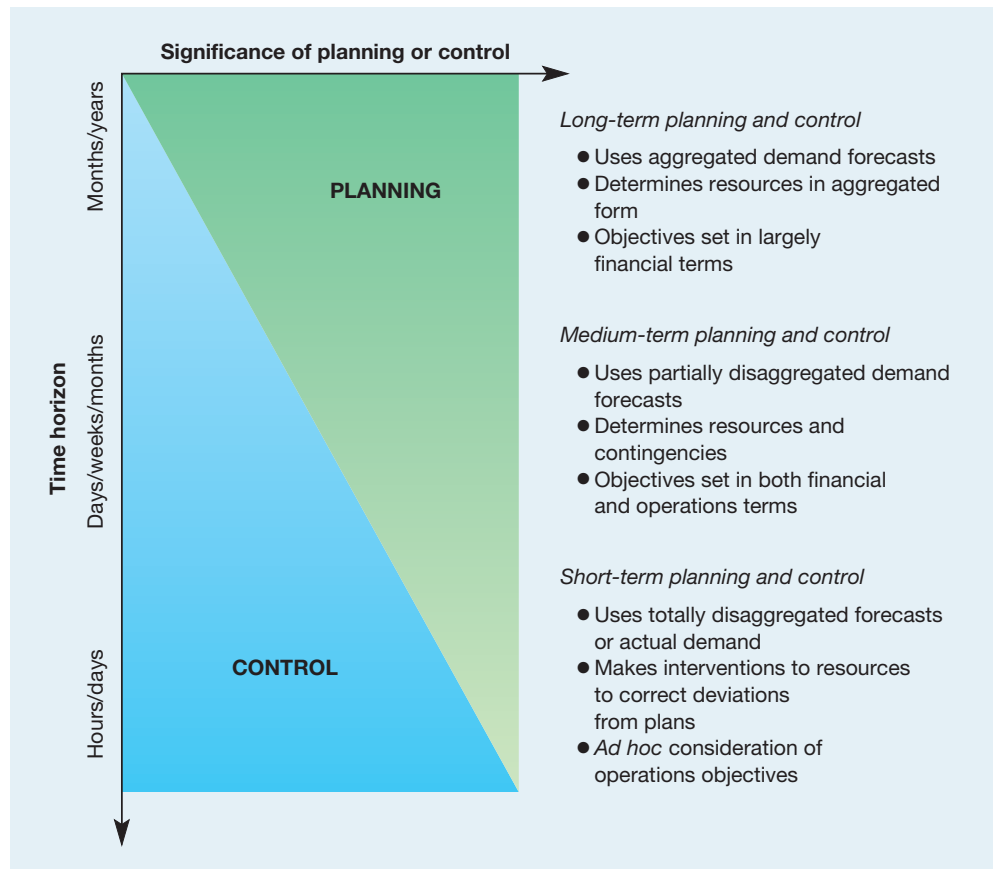 Significance of planning or control
Months/years
PLANNING
Long-term planning and control
● Uses aggregated demand forecasts
● Determines resources in aggregated
form
● Objectives set in largely
financial terms
Time horizon
Days/weeks/months
Medium-term planning and control
● Uses partially disaggregated demand
forecasts
● Determines resources and
contingencies
● Objectives set in both financial
and operations terms
Hours/days
CONTROL
Short-term planning and control
● Uses totally disaggregated forecasts
or actual demand
● Makes interventions to resources
to correct deviations
from plans
● Ad hoc consideration of
operations objectives